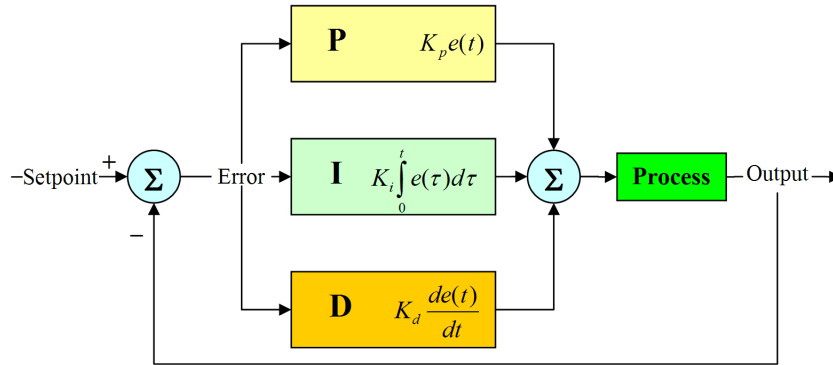 P K_p e(t)
+
Setpoint Σ Error I K_i ∫_0^t e(τ)dτ Σ Process Output
−
D K_d de(t)/dt